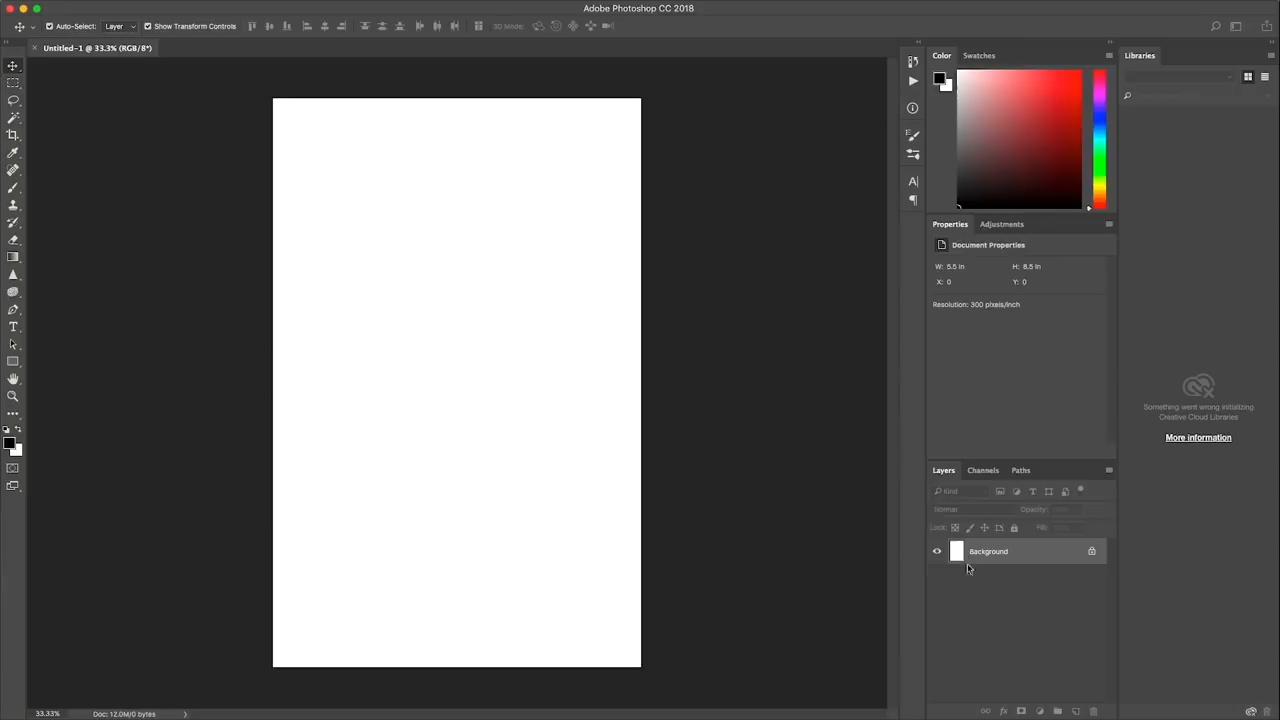 Adobe Photoshop CC 2018
Auto-Select: Layer Show Transform Controls 3D Mode:
Untitled-1 @ 33.3% (RGB/8*)
Color Swatches
Libraries
Properties Adjustments
Document Properties
W: 5.5 in H: 8.5 in
X: 0 Y: 0
Resolution: 300 pixels/inch
Something went wrong initializing
Creative Cloud Libraries
More information
Layers Channels Paths
Kind
Normal Opacity:
Lock: Fill:
Background
33.33% Doc: 12.0M/0 bytes